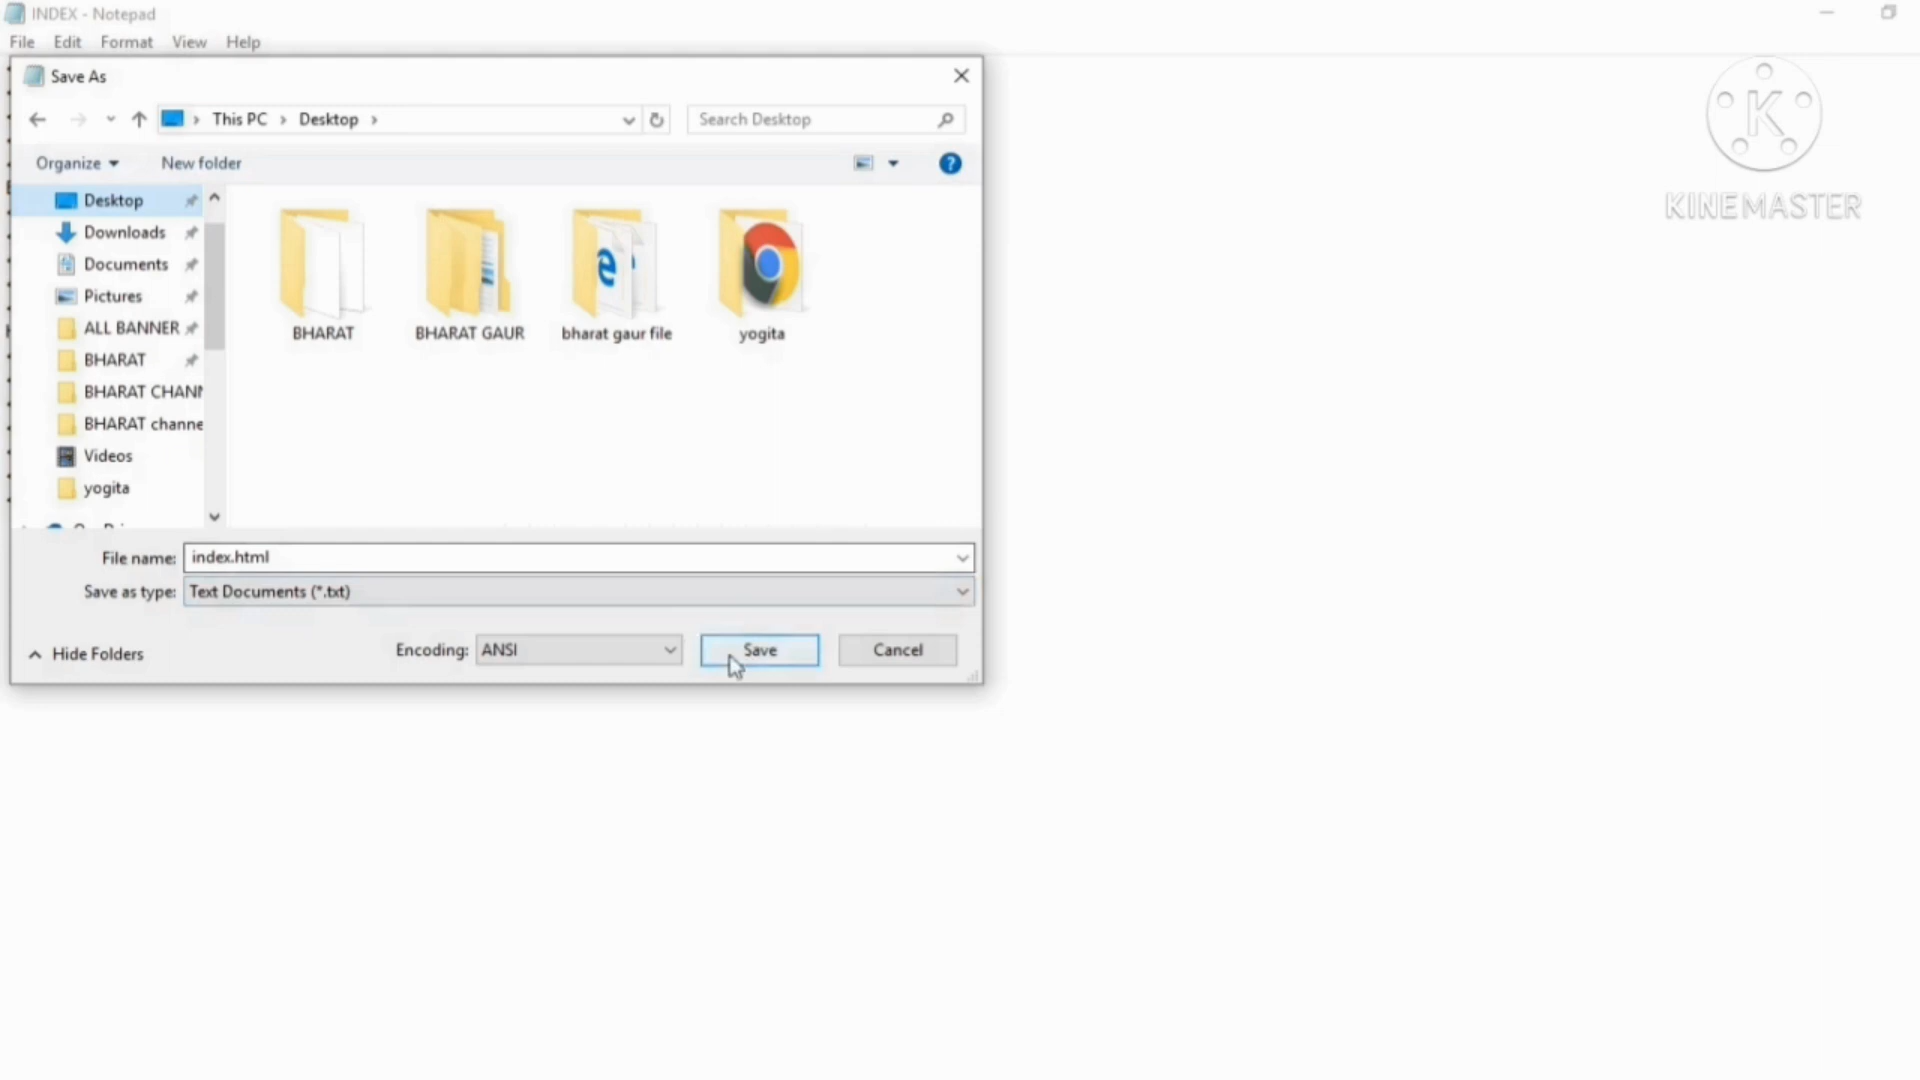 INDEX - Notepad
File Edit Format View Help
Save As
This PC > Desktop >
Search Desktop
Organize
New folder
Desktop
Downloads
Documents
Pictures
ALL BANNER
BHARAT
BHARAT CHANN
BHARAT channe
Videos
yogita
BHARAT
BHARAT GAUR
bharat gaur file
yogita
File name: index.html
Save as type: Text Documents (*.txt)
Hide Folders
Encoding: ANSI
Save
Cancel
K
KINEMASTER